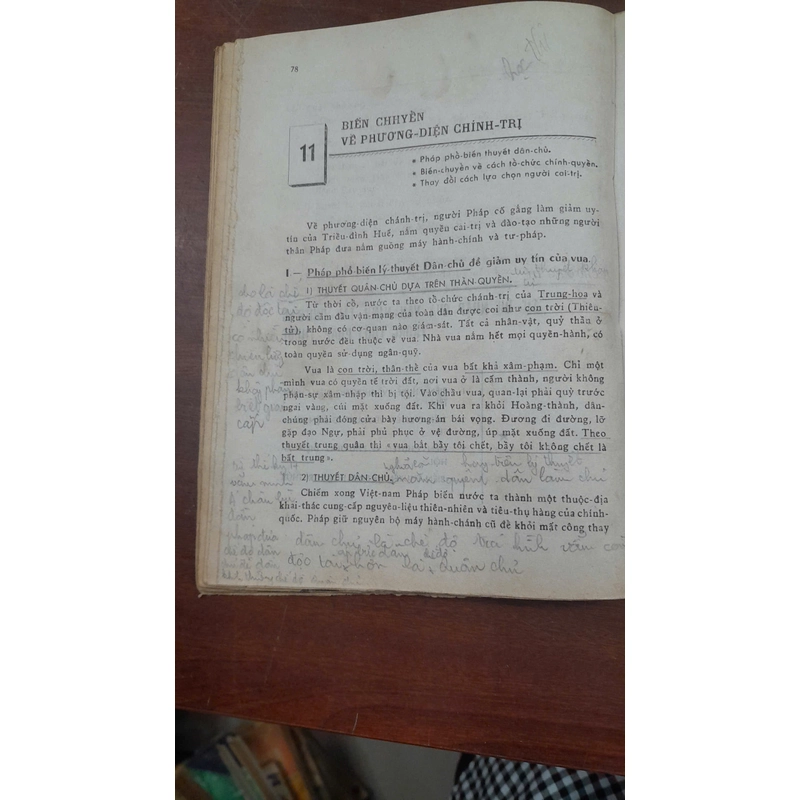 78
11
BIẾN CHHYỀN
VỀ PHƯƠNG-DIỆN CHÍNH-TRỊ
• Pháp phổ-biến thuyết dân-chủ.
• Biến-chuyển về cách tổ-chức chính-quyền.
• Thay đổi cách lựa chọn người cai-trị.
Về phương-diện chánh-trị, người Pháp cố gắng làm giảm uy-
tín của Triều-đình Huế, nắm quyền cai-trị và đào-tạo những người
thân Pháp đưa nắm guồng máy hành-chính và tư-pháp.
I — Pháp phổ-biến lý-thuyết Dân-chủ để giảm uy tín của vua.
1) THUYẾT QUÂN-CHỦ DỰA TRÊN THẦN QUYỀN.
Từ thời cổ, nước ta theo tổ-chức chánh-trị của Trung-hoa và
người cầm đầu vận-mạng của toàn dân được coi như con trời (Thiên-
tử), không có cơ-quan nào giám-sát. Tất cả nhân-vật, quỷ thần ở
trong nước đều thuộc về vua. Nhà vua nắm hết mọi quyền-hành, có
toàn quyền sử-dụng ngân-quỹ.
Vua là con trời, thân-thể của vua bất khả xâm-phạm. Chỉ một
mình vua có quyền tế trời đất, nơi vua ở là cấm thành, người không
phận-sự xâm-nhập thì bị tội. Vào chầu vua, quan-lại phải quỳ trước
ngai vàng, cúi mặt xuống đất. Khi vua ra khỏi Hoàng-thành, dân-
chúng phải đóng cửa bày hương-án bái vọng. Đương đi đường, lỡ
gặp đạo Ngự, phải phủ phục ở vệ đường, úp mặt xuống đất. Theo
thuyết trung quân thì «vua bắt bầy tôi chết, bầy tôi không chết là
bất trung».
2) THUYẾT DÂN-CHỦ.
Chiếm xong Việt-nam Pháp biến nước ta thành một thuộc-địa
khai-thác cung-cấp nguyên-liệu thiên-nhiên và tiêu-thụ hàng của chính-
quốc. Pháp giữ nguyên bộ máy hành-chánh cũ để khỏi mất công thay
dân chủ là chế độ
độc tài hơn là quân chủ